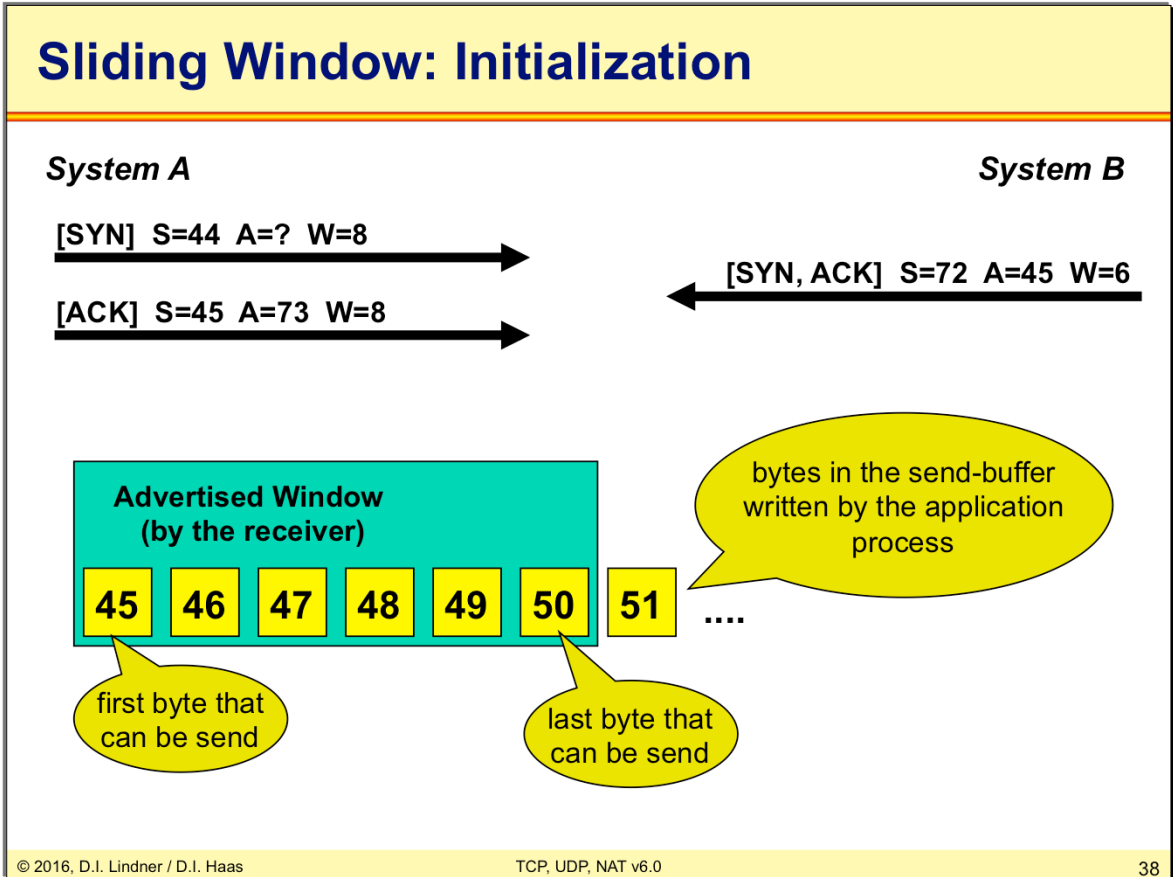 Sliding Window: Initialization
System A
System B
[SYN]  S=44  A=?  W=8
[SYN, ACK]  S=72  A=45  W=6
[ACK]  S=45  A=73  W=8
Advertised Window
(by the receiver)
bytes in the send-buffer
written by the application
process
45 46 47 48 49 50 51 ....
first byte that
can be send
last byte that
can be send
© 2016, D.I. Lindner / D.I. Haas
TCP, UDP, NAT v6.0
38